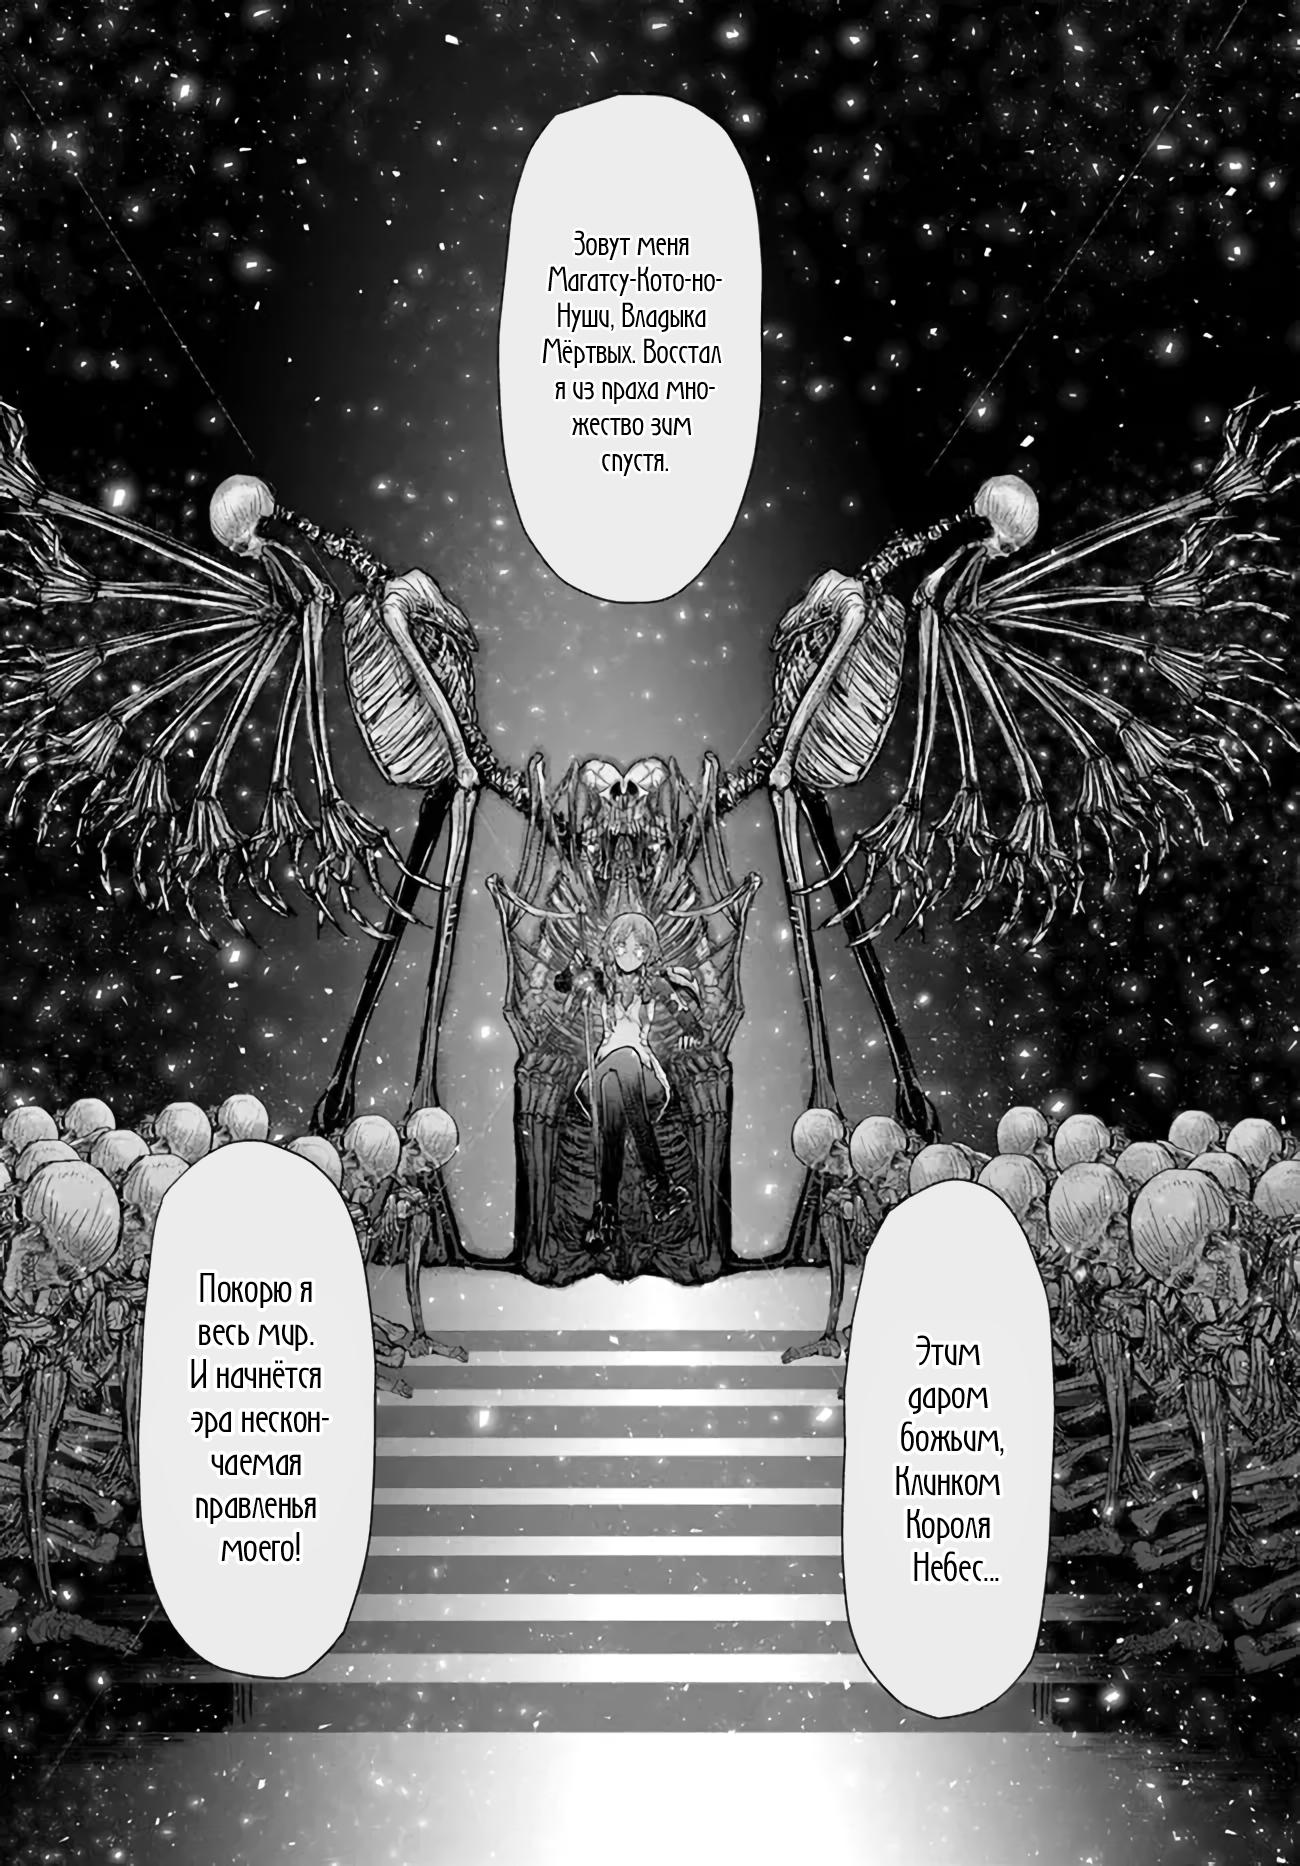 Зовут меня
Магатсу-Кото-но-
Нуши, Владыка
Мёртвых. Восстал
я из праха мно-
жество зим
спустя.
Этим
даром
божьим,
Клинком
Короля
Небес...
Покорю я
весь мир.
И начнётся
эра нескон-
чаемая
правленья
моего!